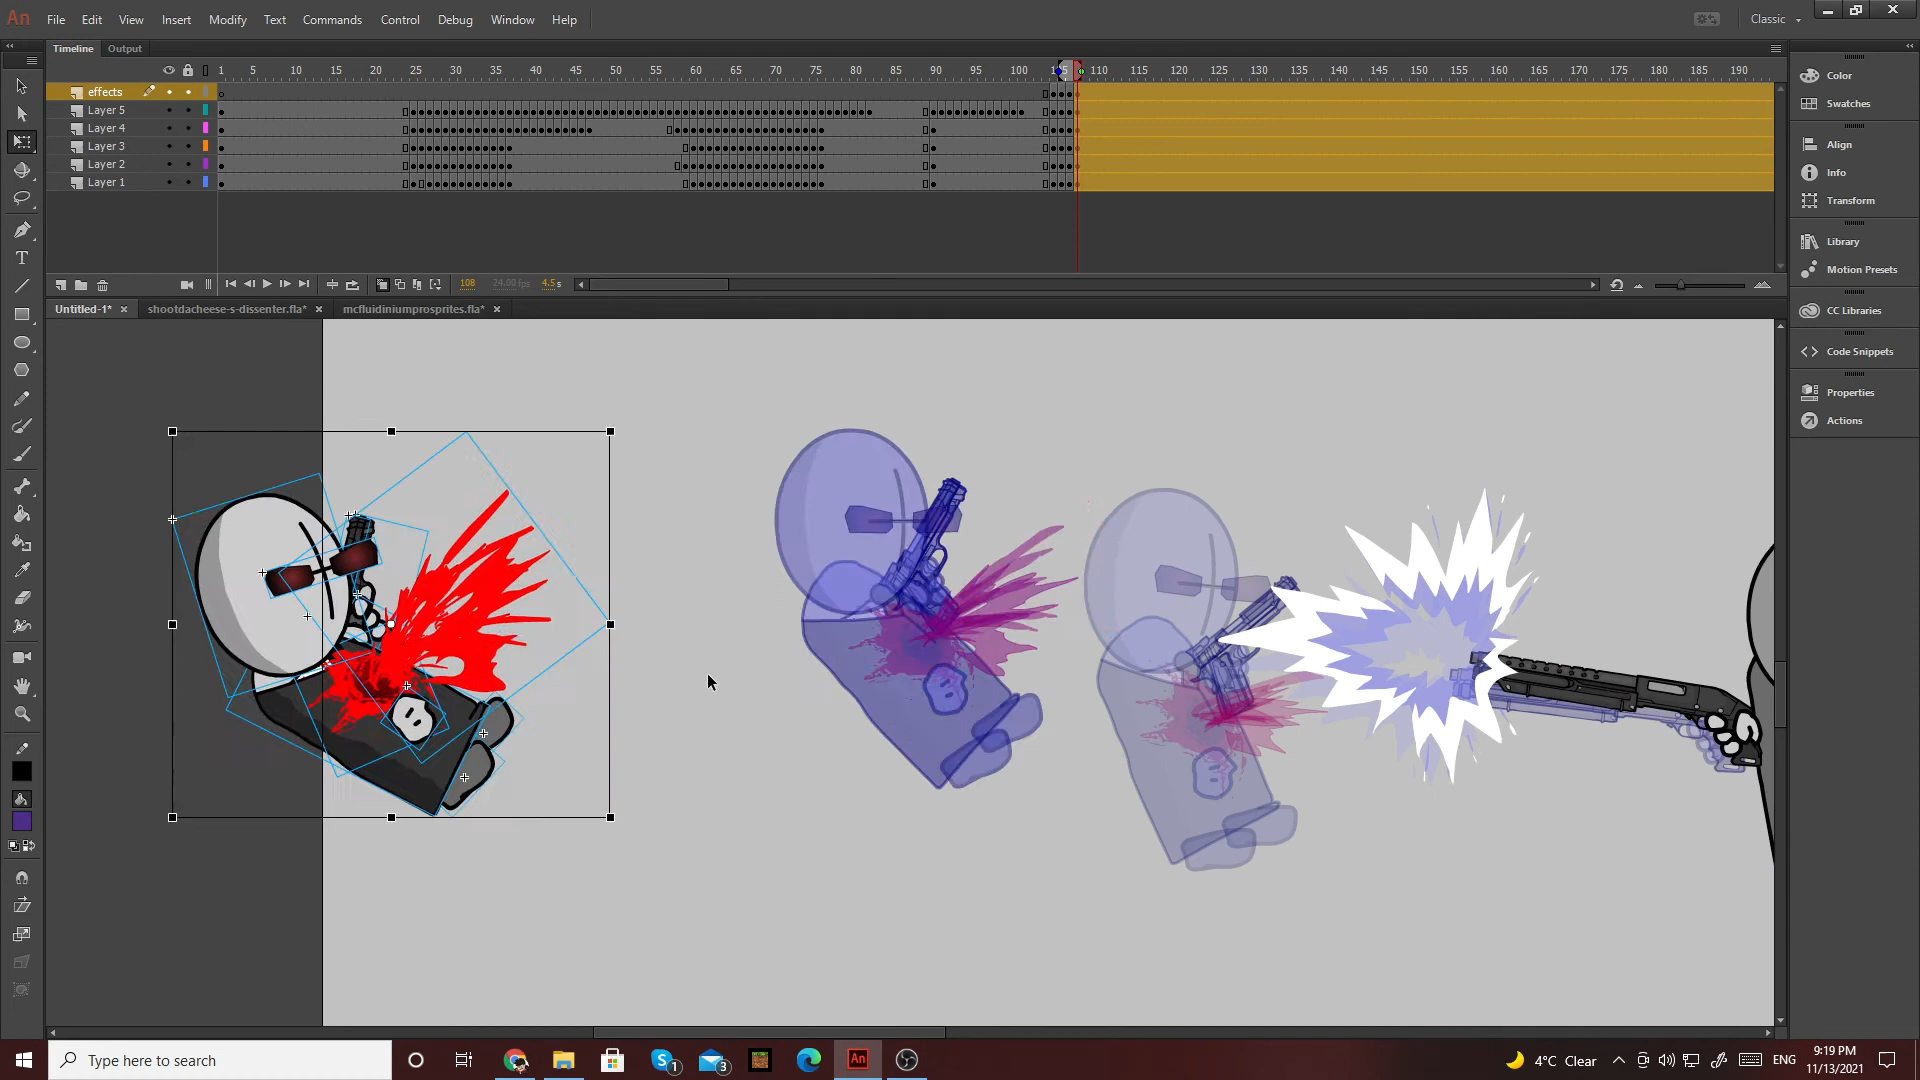 An File Edit View Insert Modify Text Commands Control Debug Window Help Classic
Timeline Output
1 5 10 15 20 25 30 35 40 45 50 55 60 65 70 75 80 85 90 95 100 110 115 120 125 130 135 140 145 150 155 160 165 170 175 180 185 190
effects
Layer 5
Layer 4
Layer 3
Layer 2
Layer 1
108 24.00 fps 4.5 s
Untitled-1* shootdacheese-s-dissenter.fla* mcfluidiniumprosprites.fla*
T
Color
Swatches
Align
Info
Transform
Library
Motion Presets
CC Libraries
Code Snippets
Properties
Actions
Type here to search
1 3 An
4°C Clear ENG
9:19 PM
11/13/2021